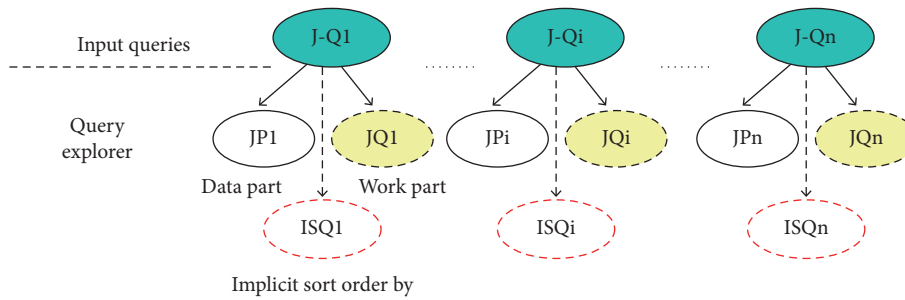 J-Q1
J-Qi
J-Qn
Input queries
Query
explorer
JP1
JQ1
JPi
JQi
JPn
JQn
Data part
Work part
ISQ1
ISQi
ISQn
Implicit sort order by